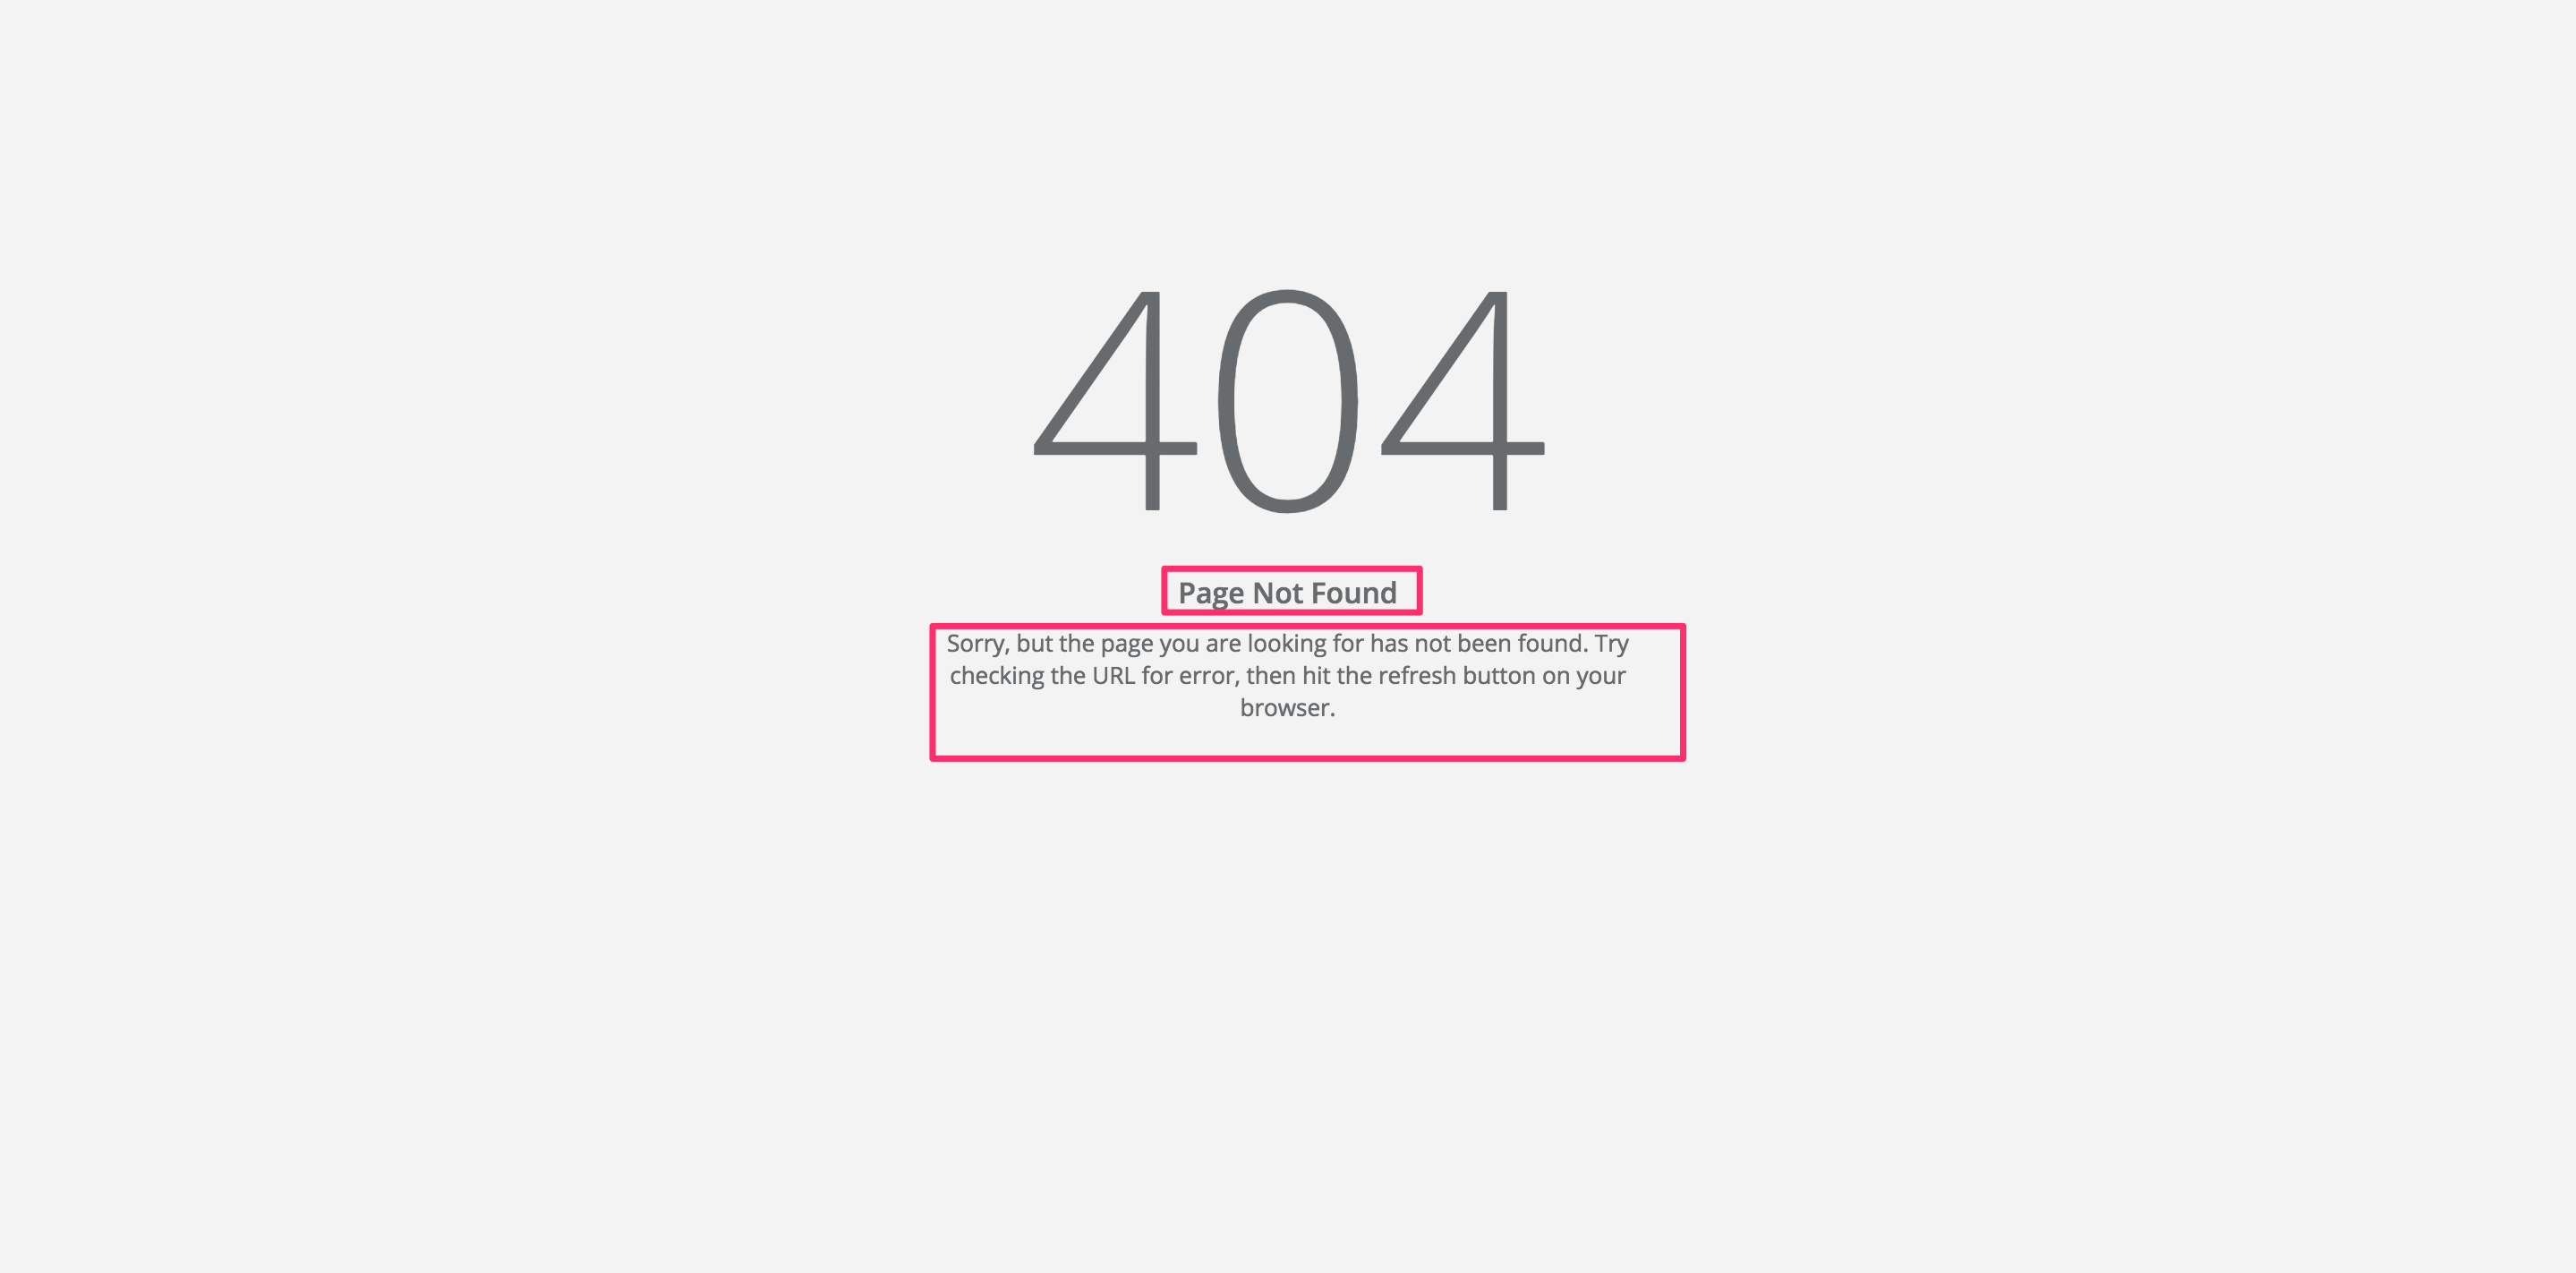 404
Page Not Found
Sorry, but the page you are looking for has not been found. Try
checking the URL for error, then hit the refresh button on your
browser.